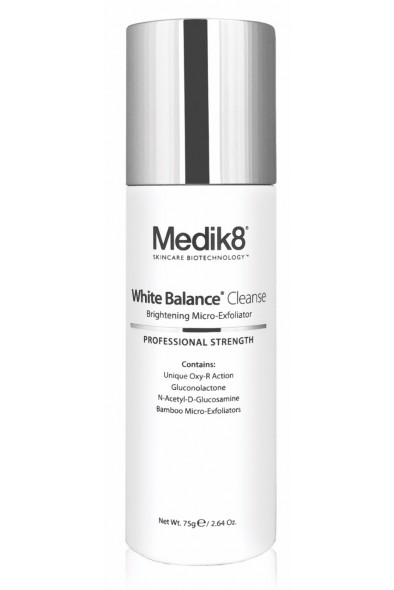 Medik8®
SKINCARE BIOTECHNOLOGY™
White Balance® Cleanse
Brightening Micro-Exfoliator
PROFESSIONAL STRENGTH
Contains:
Unique Oxy-R Action
Gluconolactone
N-Acetyl-D-Glucosamine
Bamboo Micro-Exfoliators
Net Wt. 75g℮/ 2.64 Oz.